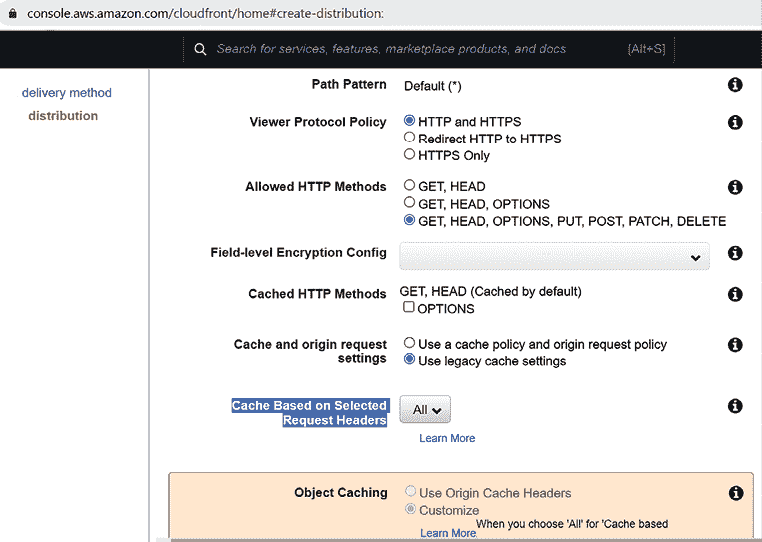 console.aws.amazon.com/cloudfront/home#create-distribution:
Search for services, features, marketplace products, and docs [Alt+S]
delivery method
distribution
Path Pattern Default (*)
Viewer Protocol Policy HTTP and HTTPS
Redirect HTTP to HTTPS
HTTPS Only
Allowed HTTP Methods GET, HEAD
GET, HEAD, OPTIONS
GET, HEAD, OPTIONS, PUT, POST, PATCH, DELETE
Field-level Encryption Config
Cached HTTP Methods GET, HEAD (Cached by default)
OPTIONS
Cache and origin request Use a cache policy and origin request policy
settings Use legacy cache settings
Cache Based on Selected All
Request Headers
Learn More
Object Caching Use Origin Cache Headers
Customize
When you choose 'All' for 'Cache based
Learn More